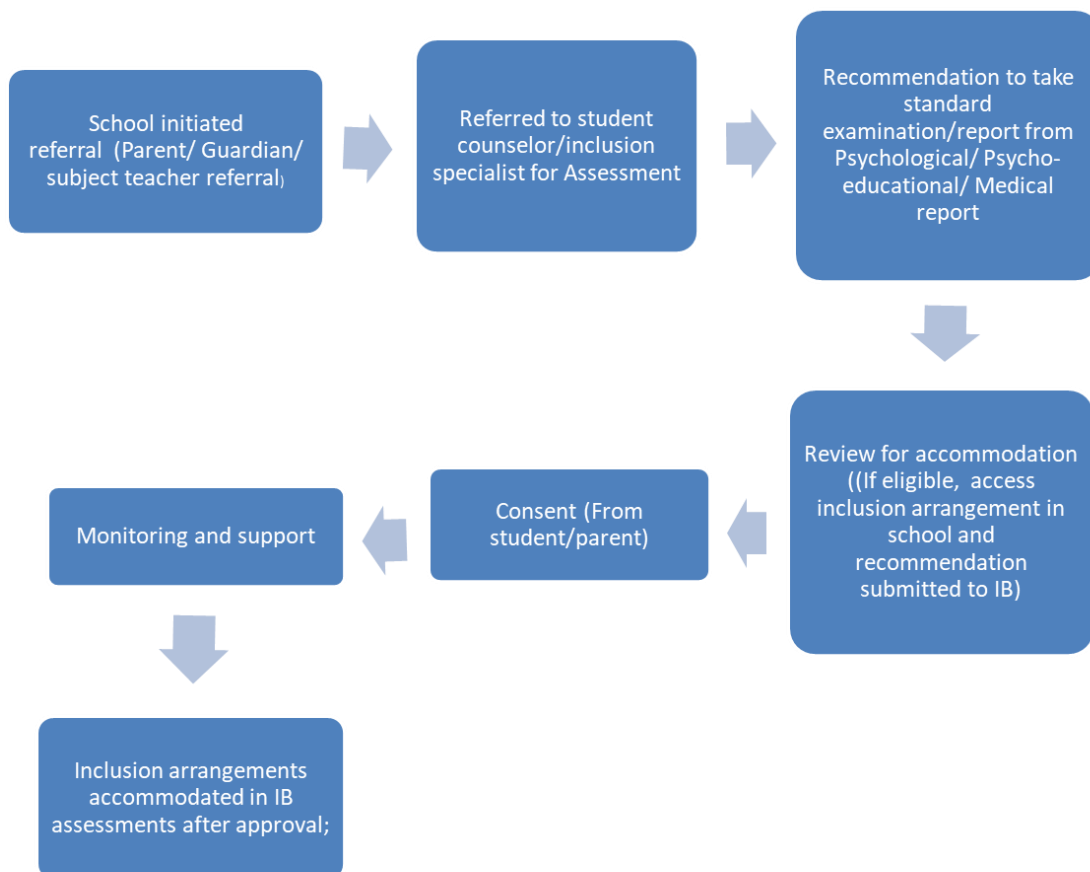 School initiated
referral (Parent/ Guardian/
subject teacher referral)
Referred to student
counselor/inclusion
specialist for Assessment
Recommendation to take
standard
examination/report from
Psychological/ Psycho-
educational/ Medical
report
Review for accommodation
((If eligible, access
inclusion arrangement in
school and
recommendation
submitted to IB)
Consent (From
student/parent)
Monitoring and support
Inclusion arrangements
accommodated in IB
assessments after approval;